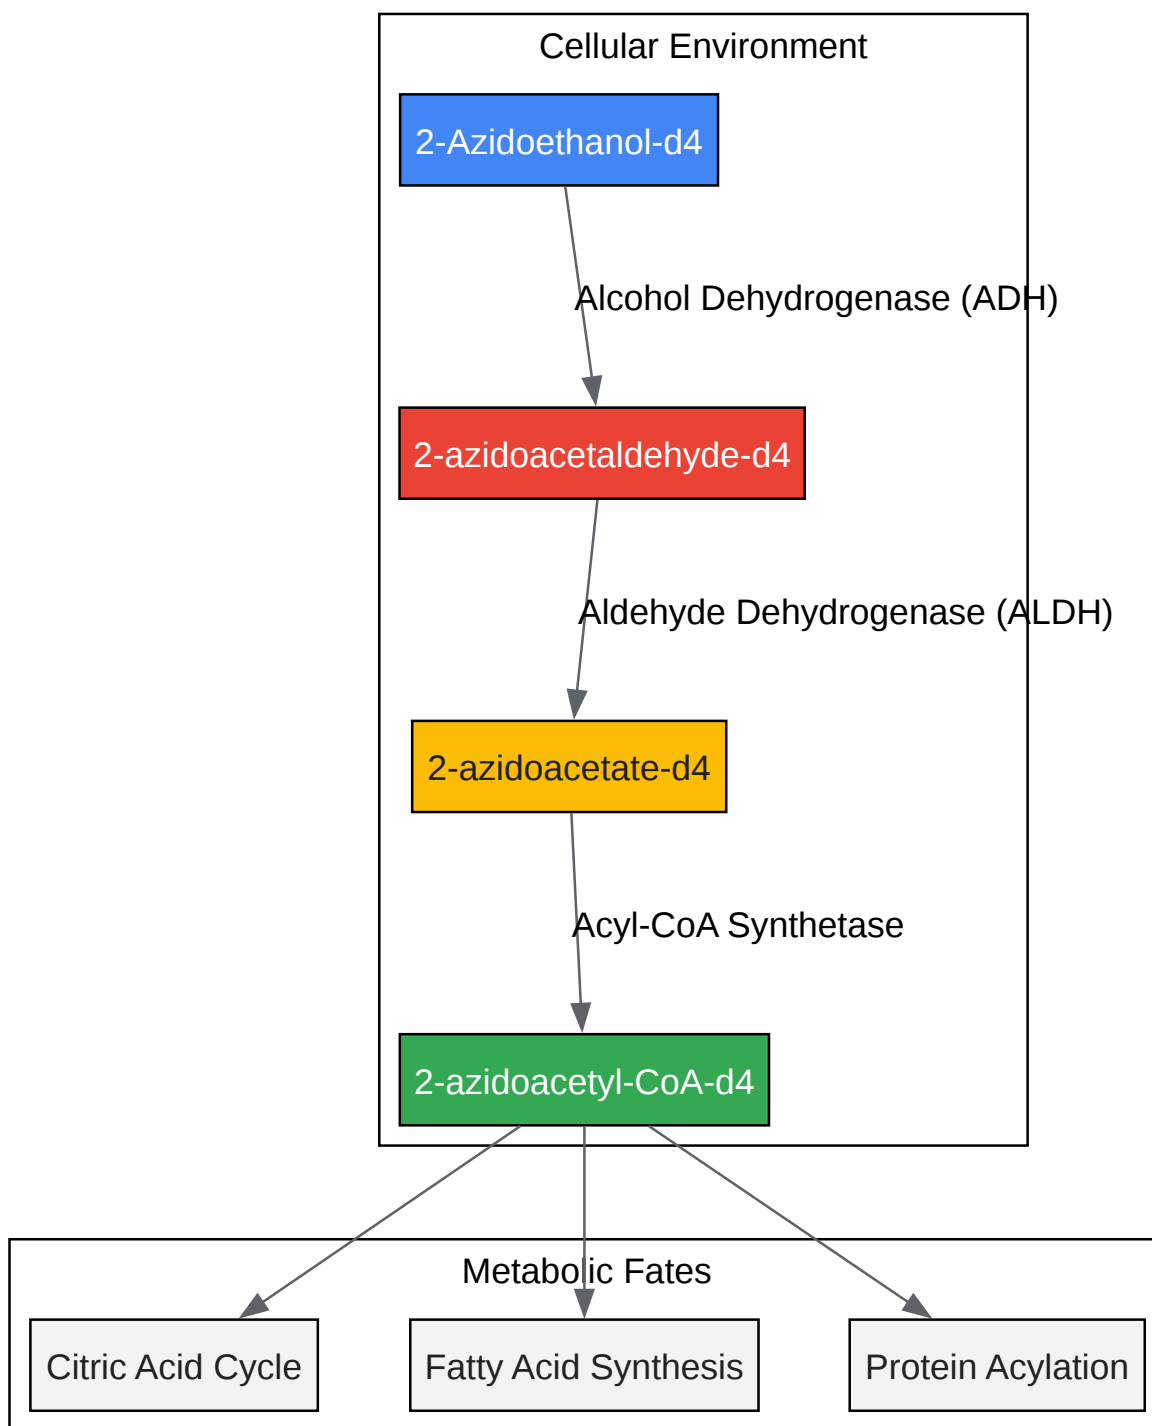 Cellular Environment
2-Azidoethanol-d4
Alcohol Dehydrogenase (ADH)
2-azidoacetaldehyde-d4
Aldehyde Dehydrogenase (ALDH)
2-azidoacetate-d4
Acyl-CoA Synthetase
2-azidoacetyl-CoA-d4
Metabolic Fates
Citric Acid Cycle
Fatty Acid Synthesis
Protein Acylation